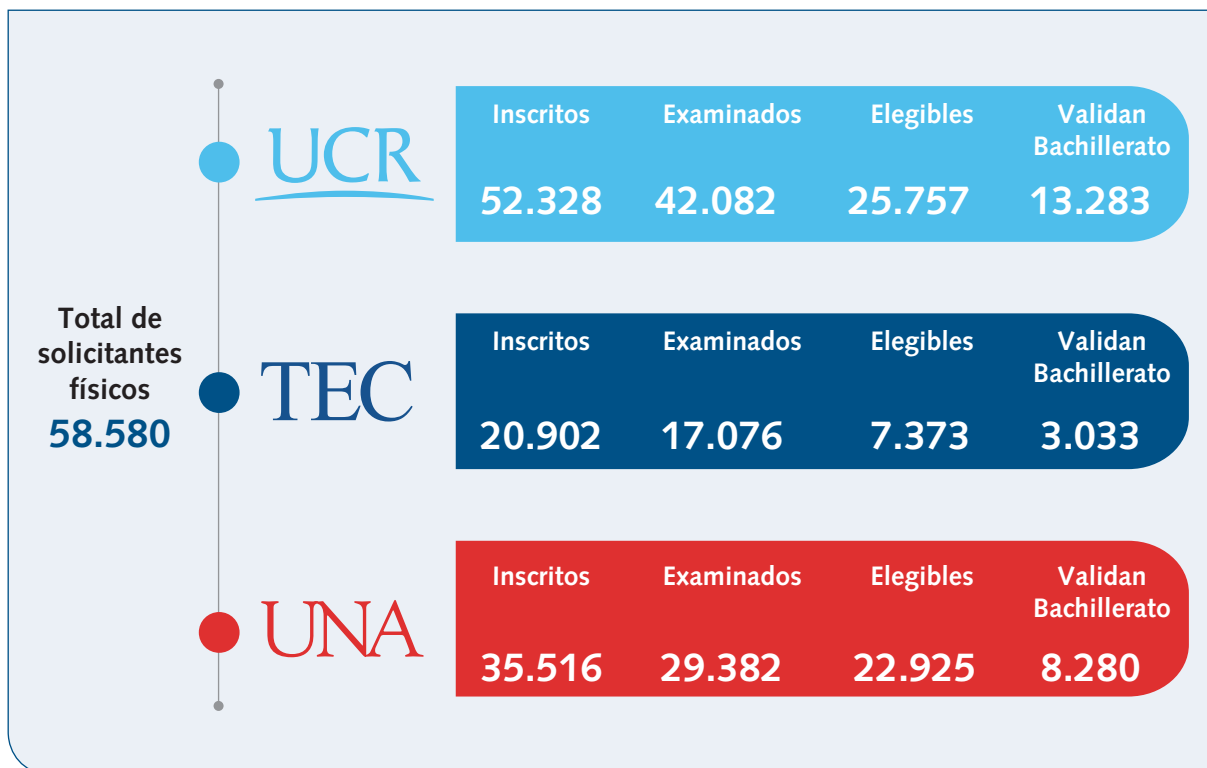 Total de
solicitantes
físicos
58.580
UCR
Inscritos Examinados Elegibles Validan
Bachillerato
52.328 42.082 25.757 13.283
TEC
Inscritos Examinados Elegibles Validan
Bachillerato
20.902 17.076 7.373 3.033
UNA
Inscritos Examinados Elegibles Validan
Bachillerato
35.516 29.382 22.925 8.280